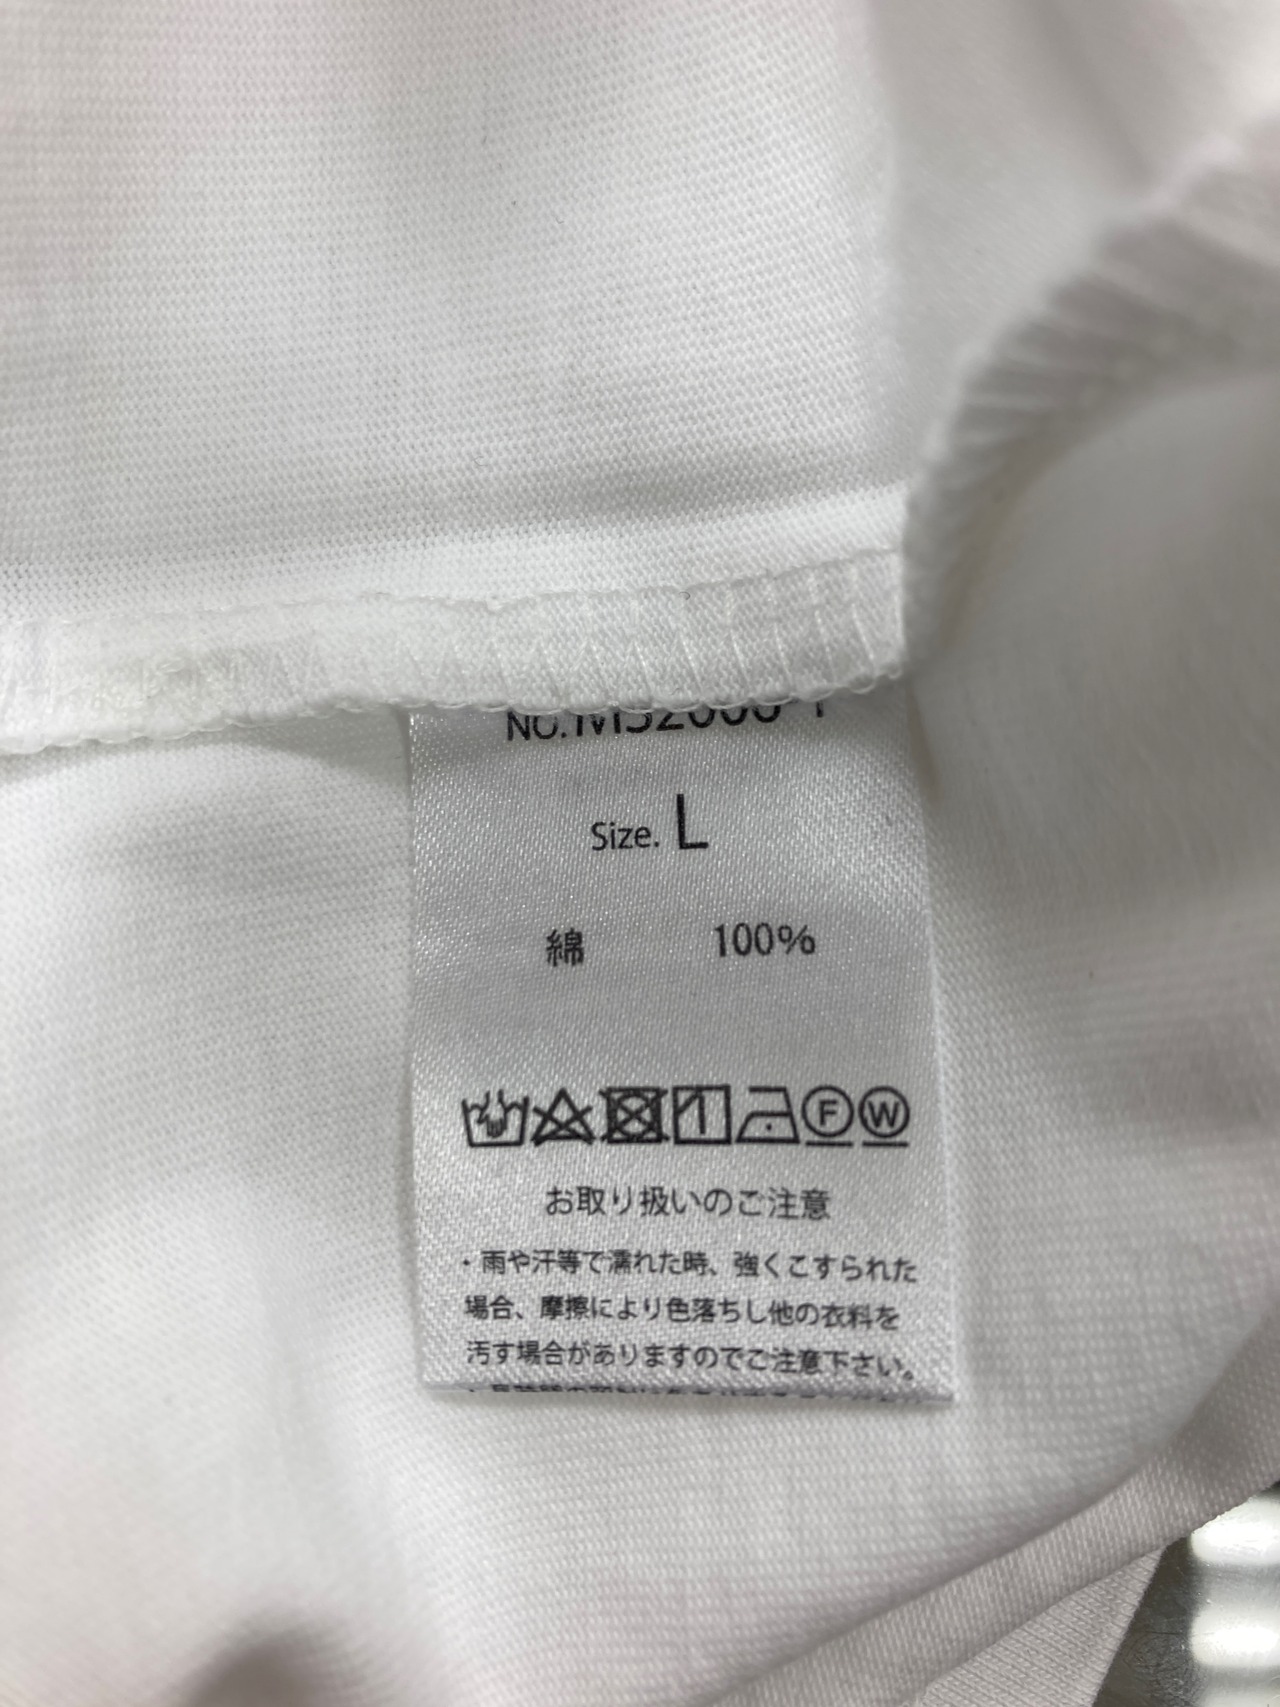 Size. L
綿 100%
F W
お取り扱いのご注意
・雨や汗等で濡れた時、強くこすられた
場合、摩擦により色落ちし他の衣料を
汚す場合がありますのでご注意下さい。